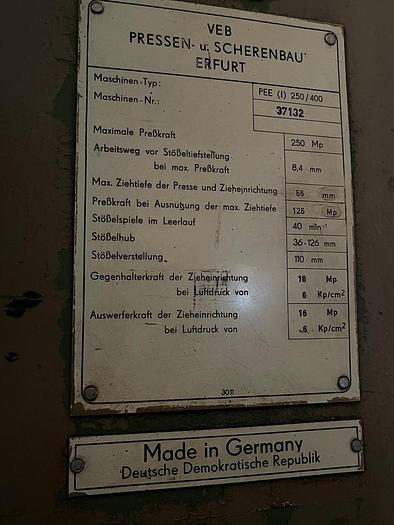 VEB
PRESSEN- u. SCHERENBAU
ERFURT
Maschinen-Typ: PEE (I) 250/400
Maschinen-Nr.: 37132
Maximale Preßkraft 250 Mp
Arbeitsweg vor Stößeltiefstellung
bei max. Preßkraft 8,4 mm
Max. Ziehtiefe der Presse und Zieheinrichtung 55 mm
Preßkraft bei Ausnutzung der max. Ziehtiefe 125 Mp
Stößelspiele im Leerlauf 40 min⁻¹
Stößelhub 36-126 mm
Stößelverstellung 110 mm
Gegenhalterkraft der Zieheinrichtung 16 Mp
bei Luftdruck von 6 Kp/cm²
Auswerferkraft der Zieheinrichtung 16 Mp
bei Luftdruck von 6 Kp/cm²
3011
Made in Germany
Deutsche Demokratische Republik